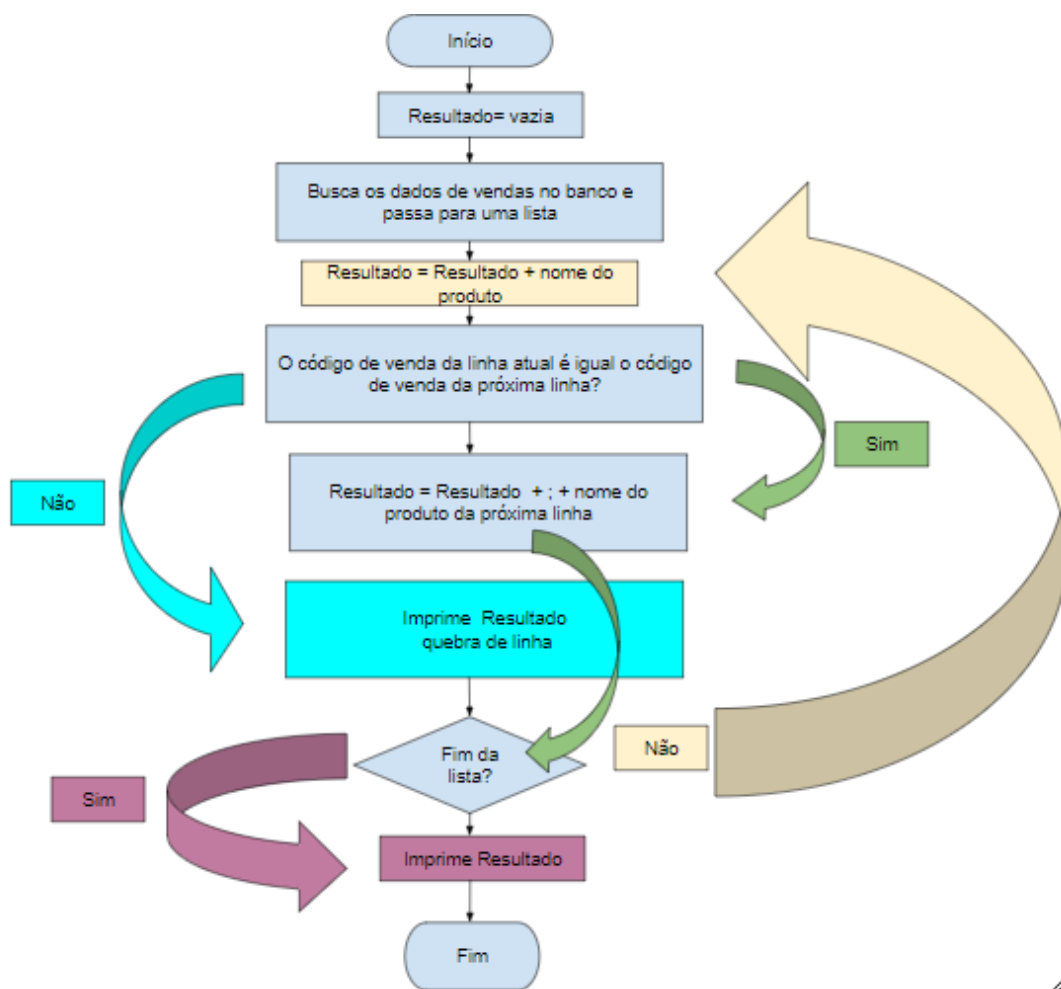 Início
Resultado= vazia
Busca os dados de vendas no banco e
passa para uma lista
Resultado = Resultado + nome do
produto
O código de venda da linha atual é igual o código
de venda da próxima linha?
Sim
Não
Resultado = Resultado + ; + nome do
produto da próxima linha
Imprime Resultado
quebra de linha
Fim da
lista?
Não
Sim
Imprime Resultado
Fim